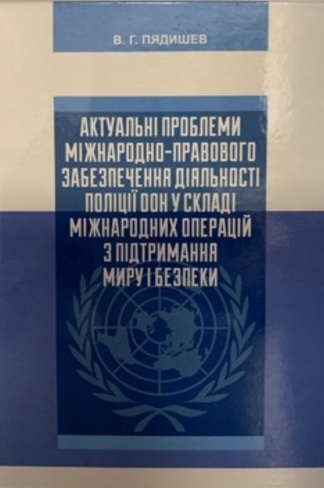 В. Г. ПЯДИШЕВ
АКТУАЛЬНІ ПРОБЛЕМИ
МІЖНАРОДНО-ПРАВОВОГО
ЗАБЕЗПЕЧЕННЯ ДІЯЛЬНОСТІ
ПОЛІЦІЇ ООН У СКЛАДІ
МІЖНАРОДНИХ ОПЕРАЦІЙ
З ПІДТРИМАННЯ
МИРУ І БЕЗПЕКИ